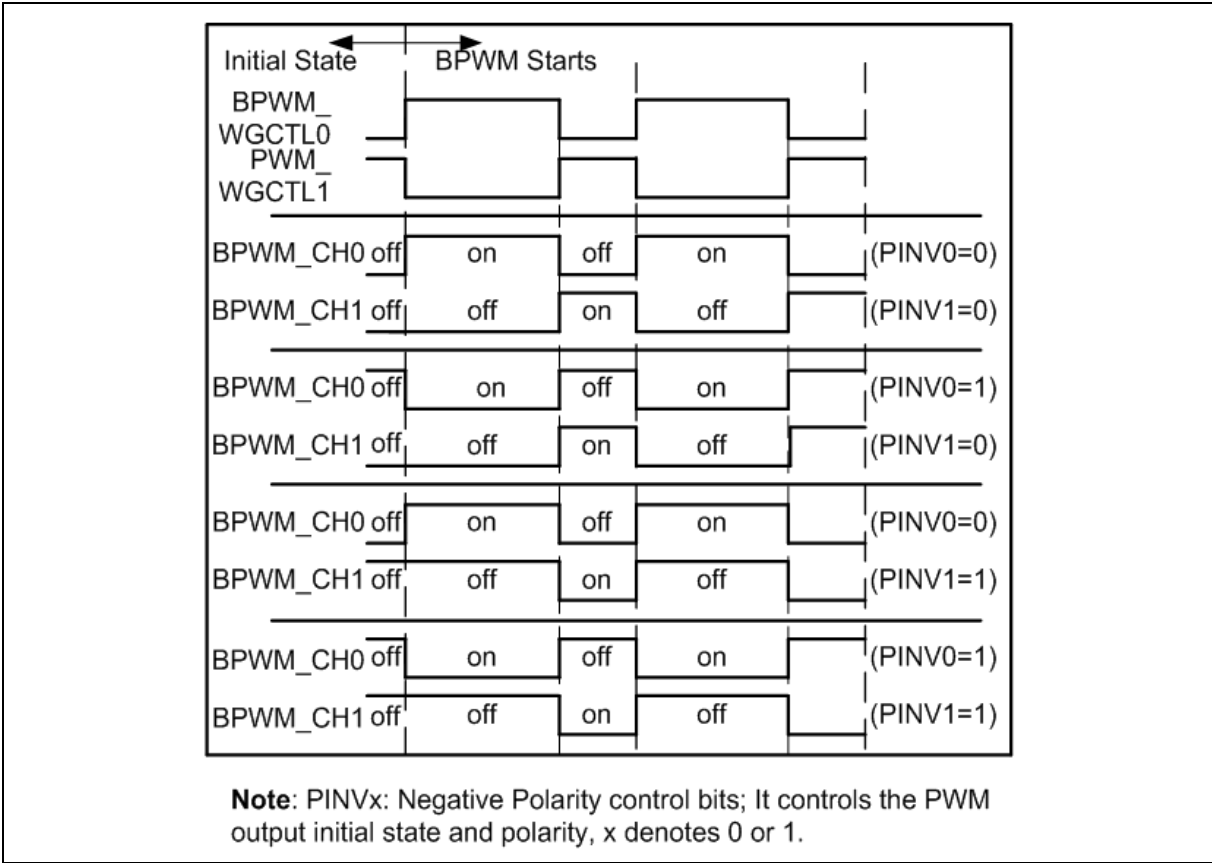 Initial State BPWM Starts
BPWM_
WGCTL0
PWM_
WGCTL1
BPWM_CH0 off on off on (PINV0=0)
BPWM_CH1 off off on off (PINV1=0)
BPWM_CH0 off on off on (PINV0=1)
BPWM_CH1 off off on off (PINV1=0)
BPWM_CH0 off on off on (PINV0=0)
BPWM_CH1 off off on off (PINV1=1)
BPWM_CH0 off on off on (PINV0=1)
BPWM_CH1 off off on off (PINV1=1)
Note: PINVx: Negative Polarity control bits; It controls the PWM
output initial state and polarity, x denotes 0 or 1.